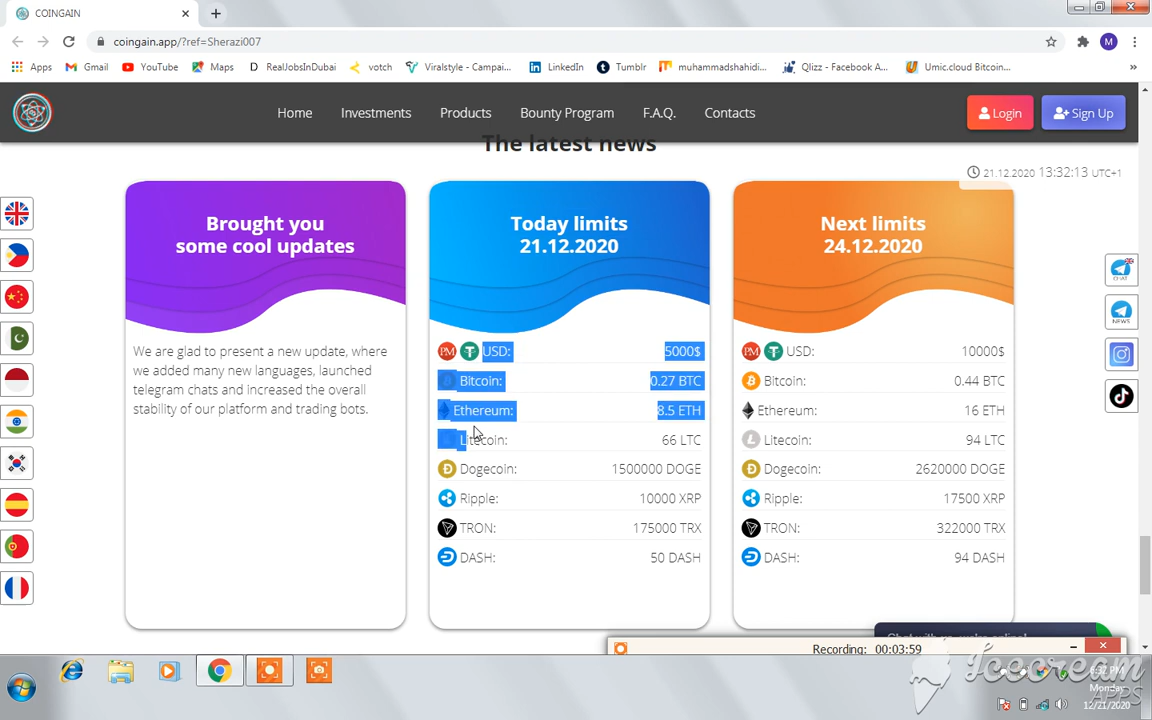 COINGAIN
coingain.app/?ref=Sherazi007
M
Apps
Gmail
YouTube
Maps
RealJobsInDubai
votch
Viralstyle - Campai...
LinkedIn
Tumblr
muhammadshahidi...
Qlizz - Facebook A...
Umic.cloud Bitcoin...
Home
Investments
Products
Bounty Program
F.A.Q.
Contacts
Login
Sign Up
The latest news
21.12.2020 13:32:13 UTC+1
Brought you
some cool updates
We are glad to present a new update, where
we added many new languages, launched
telegram chats and increased the overall
stability of our platform and trading bots.
Today limits
21.12.2020
PM USD: 5000$
Bitcoin: 0.27 BTC
Ethereum: 8.5 ETH
Litecoin: 66 LTC
Dogecoin: 1500000 DOGE
Ripple: 10000 XRP
TRON: 175000 TRX
DASH: 50 DASH
Next limits
24.12.2020
PM USD: 10000$
Bitcoin: 0.44 BTC
Ethereum: 16 ETH
Litecoin: 94 LTC
Dogecoin: 2620000 DOGE
Ripple: 17500 XRP
TRON: 322000 TRX
DASH: 94 DASH
CHAT
NEWS
Recording: 00:03:59
Icecream
APPS
Monday
12/21/2020